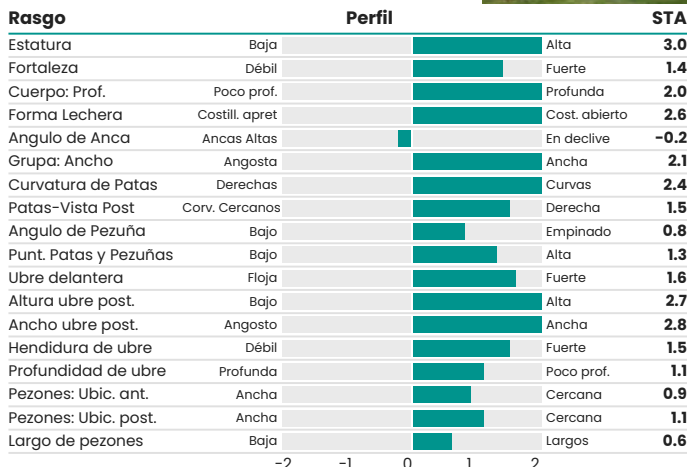 Rasgo Perfil STA
Estatura Baja Alta 3.0
Fortaleza Débil Fuerte 1.4
Cuerpo: Prof. Poco prof. Profunda 2.0
Forma Lechera Costill. apret Cost. abierto 2.6
Angulo de Anca Ancas Altas En declive -0.2
Grupa: Ancho Angosta Ancha 2.1
Curvatura de Patas Derechas Curvas 2.4
Patas-Vista Post Corv. Cercanos Derecha 1.5
Angulo de Pezuña Bajo Empinado 0.8
Punt. Patas y Pezuñas Bajo Alta 1.3
Ubre delantera Floja Fuerte 1.6
Altura ubre post. Bajo Alta 2.7
Ancho ubre post. Angosto Ancha 2.8
Hendidura de ubre Débil Fuerte 1.5
Profundidad de ubre Profunda Poco prof. 1.1
Pezones: Ubic. ant. Ancha Cercana 0.9
Pezones: Ubic. post. Ancha Cercana 1.1
Largo de pezones Baja Largos 0.6
-2 -1 0 1 2